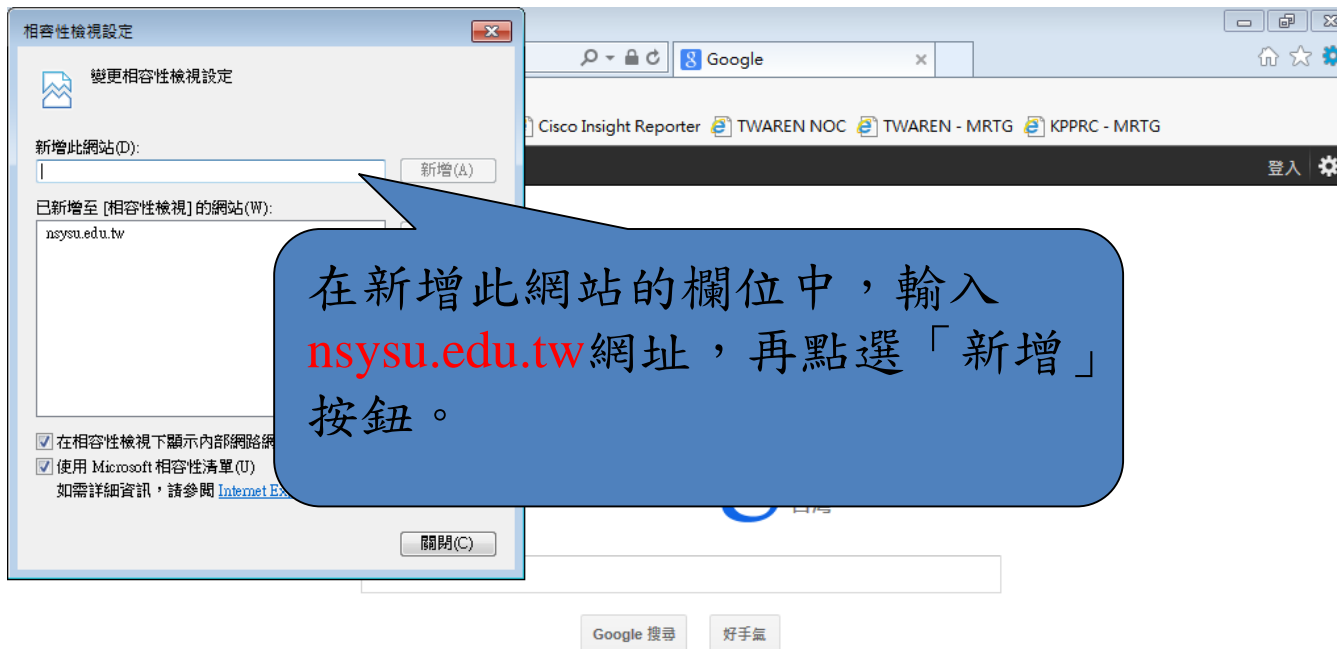 相容性檢視設定
變更相容性檢視設定
新增此網站(D):
新增(A)
已新增至 [相容性檢視] 的網站(W):
nsysu.edu.tw
在相容性檢視下顯示內部網路網
使用 Microsoft 相容性清單(U)
如需詳細資訊，請參閱 Internet Ex
關閉(C)
Google
Cisco Insight Reporter
TWAREN NOC
TWAREN - MRTG
KPPRC - MRTG
登入
在新增此網站的欄位中，輸入
nsysu.edu.tw網址，再點選「新增」
按鈕。
台灣
Google 搜尋
好手氣